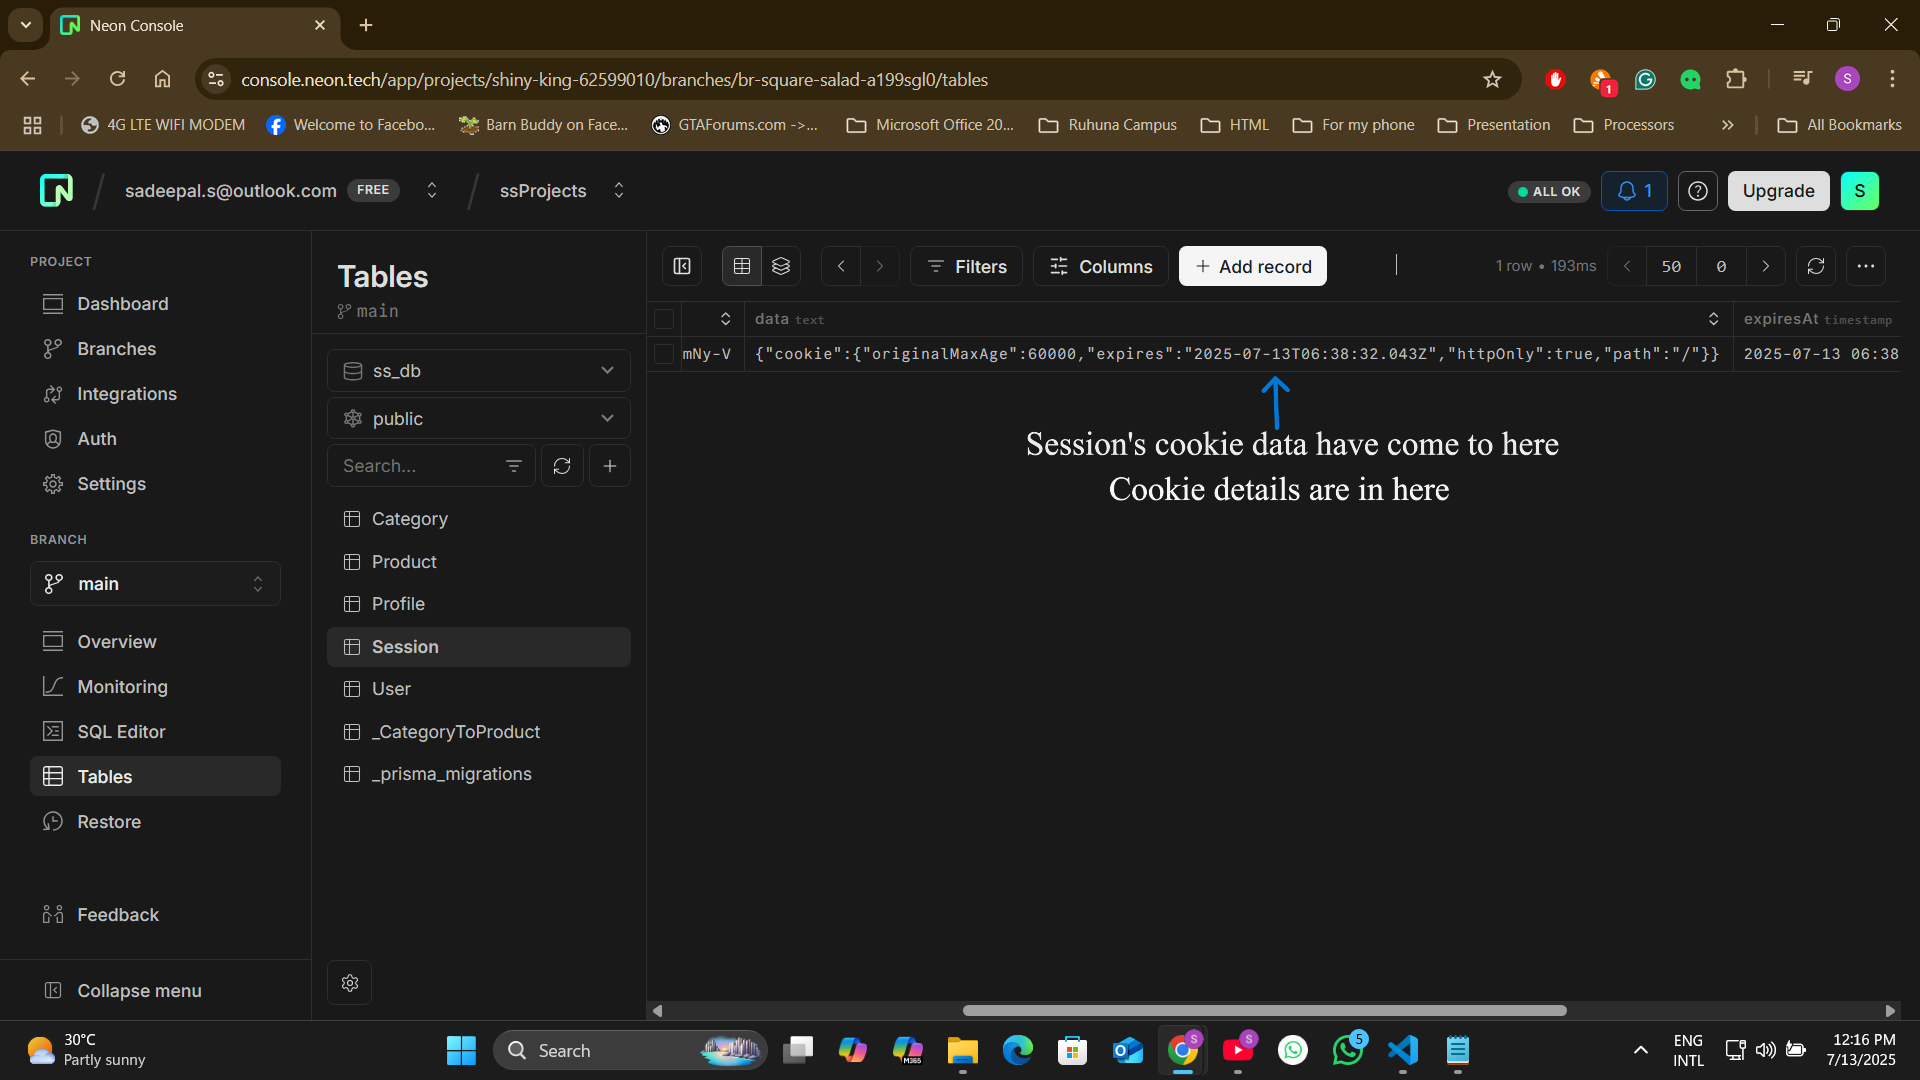 Neon Console
console.neon.tech/app/projects/shiny-king-62599010/branches/br-square-salad-a199sgl0/tables
1
S
4G LTE WIFI MODEM
Welcome to Facebo...
Barn Buddy on Face...
GTAForums.com ->...
Microsoft Office 20...
Ruhuna Campus
HTML
For my phone
Presentation
Processors
All Bookmarks
sadeepal.s@outlook.com FREE
ssProjects
ALL OK
1
Upgrade
S
PROJECT
Dashboard
Branches
Integrations
Auth
Settings
BRANCH
main
Overview
Monitoring
SQL Editor
Tables
Restore
Feedback
Collapse menu
Tables
main
ss_db
public
Search...
Category
Product
Profile
Session
User
_CategoryToProduct
_prisma_migrations
Filters
Columns
Add record
1 row • 193ms
50
0
data text
expiresAt timestamp
mNy-V
{"cookie":{"originalMaxAge":60000,"expires":"2025-07-13T06:38:32.043Z","httpOnly":true,"path":"/"}}
2025-07-13 06:38
Session's cookie data have come to here
Cookie details are in here
30°C
Partly sunny
Search
M365
S
S
5
ENG
INTL
12:16 PM
7/13/2025